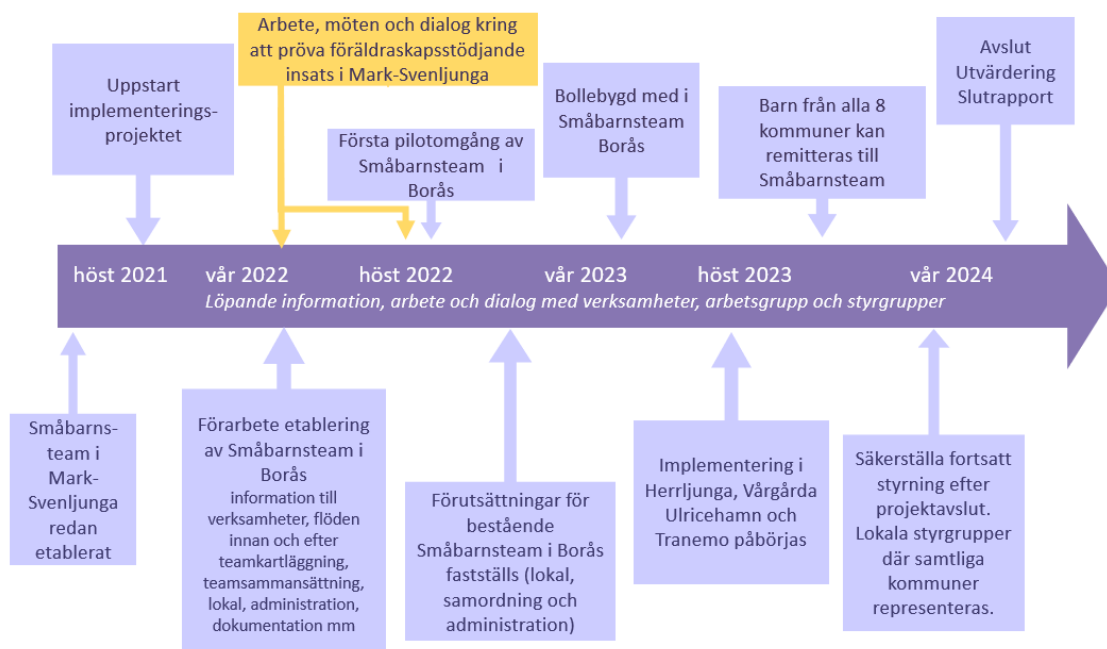 Uppstart
implementerings-
projektet
Arbete, möten och dialog kring
att pröva föräldraskapsstödjande
insats i Mark-Svenljunga
Första pilotomgång av
Småbarnsteam i
Borås
Bollebygd med i
Småbarnsteam
Borås
Barn från alla 8
kommuner kan
remitteras till
Småbarnsteam
Avslut
Utvärdering
Slutrapport
höst 2021 vår 2022 höst 2022 vår 2023 höst 2023 vår 2024
Löpande information, arbete och dialog med verksamheter, arbetsgrupp och styrgrupper
Småbarns-
team i
Mark-
Svenljunga
redan
etablerat
Förarbete etablering
av Småbarnsteam i
Borås
information till
verksamheter, flöden
innan och efter
teamkartläggning,
teamsammansättning,
lokal, administration,
dokumentation mm
Förutsättningar för
bestående
Småbarnsteam i Borås
fastställs (lokal,
samordning och
administration)
Implementering i
Herrljunga, Vårgårda
Ulricehamn och
Tranemo påbörjas
Säkerställa fortsatt
styrning efter
projektavslut.
Lokala styrgrupper
där samtliga
kommuner
representeras.